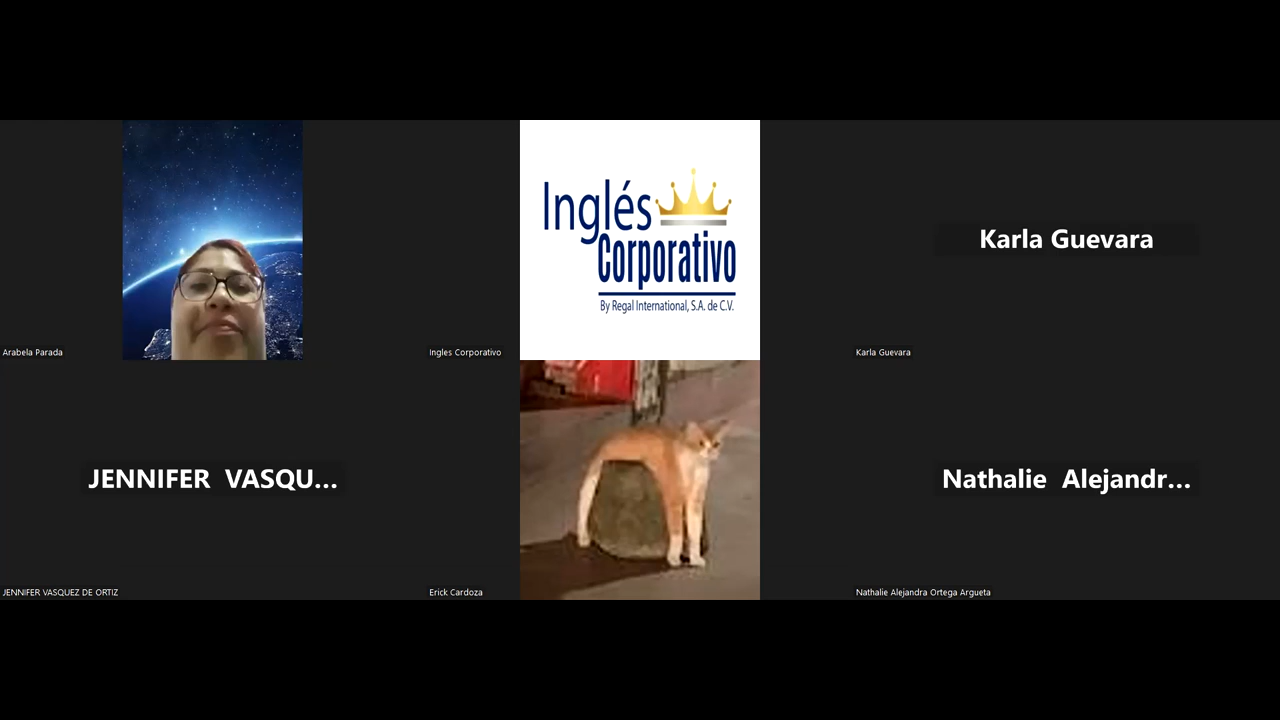 Inglés
Corporativo
By Regal International, S.A. de C.V.
Karla Guevara
Arabela Parada
Ingles Corporativo
Karla Guevara
JENNIFER VASQU...
Nathalie Alejandr...
JENNIFER VASQUEZ DE ORTIZ
Erick Cardoza
Nathalie Alejandra Ortega Argueta